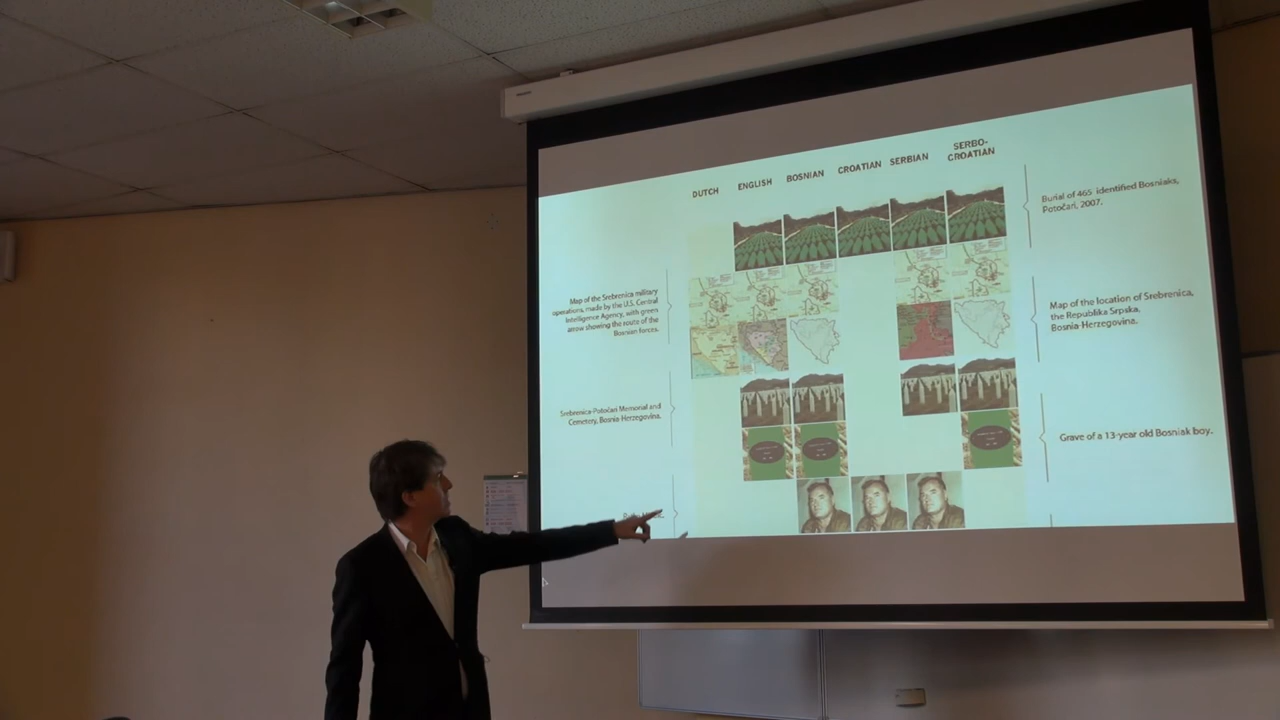 DUTCH
ENGLISH
BOSNIAN
CROATIAN
SERBIAN
SERBO-
CROATIAN
Burial of 465 identified Bosniaks,
Potočari, 2007.
Map of the Srebrenica military
operations, made by the U.S. Central
Intelligence Agency, with green
arrow showing the route of the
Bosnian forces.
Map of the location of Srebrenica,
the Republika Srpska,
Bosnia-Herzegovina.
Srebrenica-Potočari Memorial and
Cemetery, Bosnia-Herzegovina.
Grave of a 13-year old Bosniak boy.